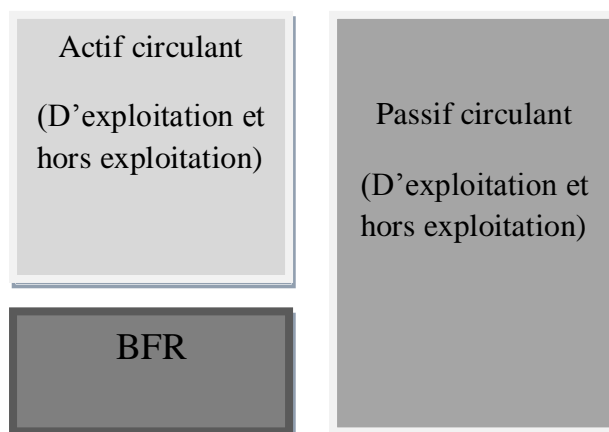 Actif circulant
(D’exploitation et
hors exploitation)
BFR
Passif circulant
(D’exploitation et
hors exploitation)